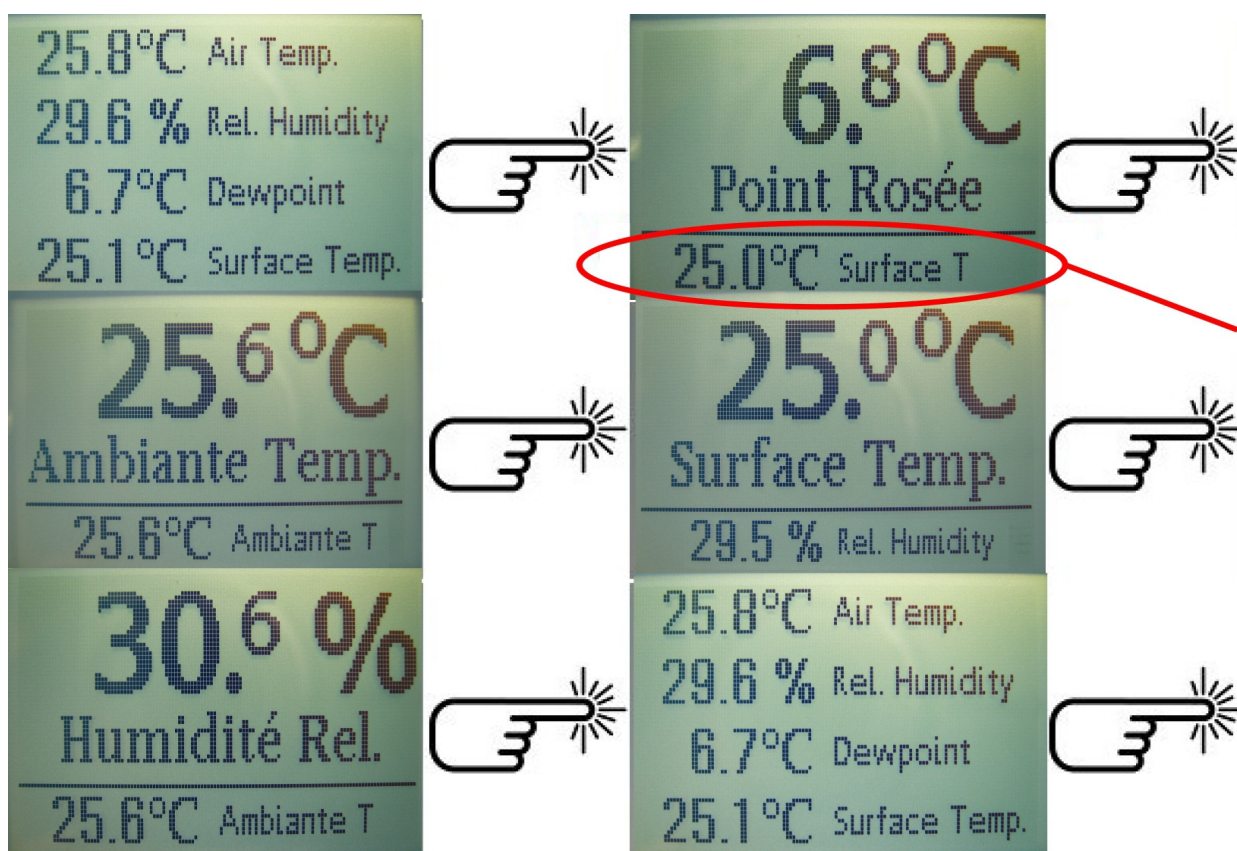 25.8°C Air Temp.
29.6 % Rel. Humidity
6.7°C Dewpoint
25.1°C Surface Temp.
25.6°C
Ambiante Temp.
25.6°C Ambiante T
30.6 %
Humidité Rel.
25.6°C Ambiante T
6.8°C
Point Rosée
25.0°C Surface T
25.0°C
Surface Temp.
29.5 % Rel. Humidity
25.8°C Air Temp.
29.6 % Rel. Humidity
6.7°C Dewpoint
25.1°C Surface Temp.